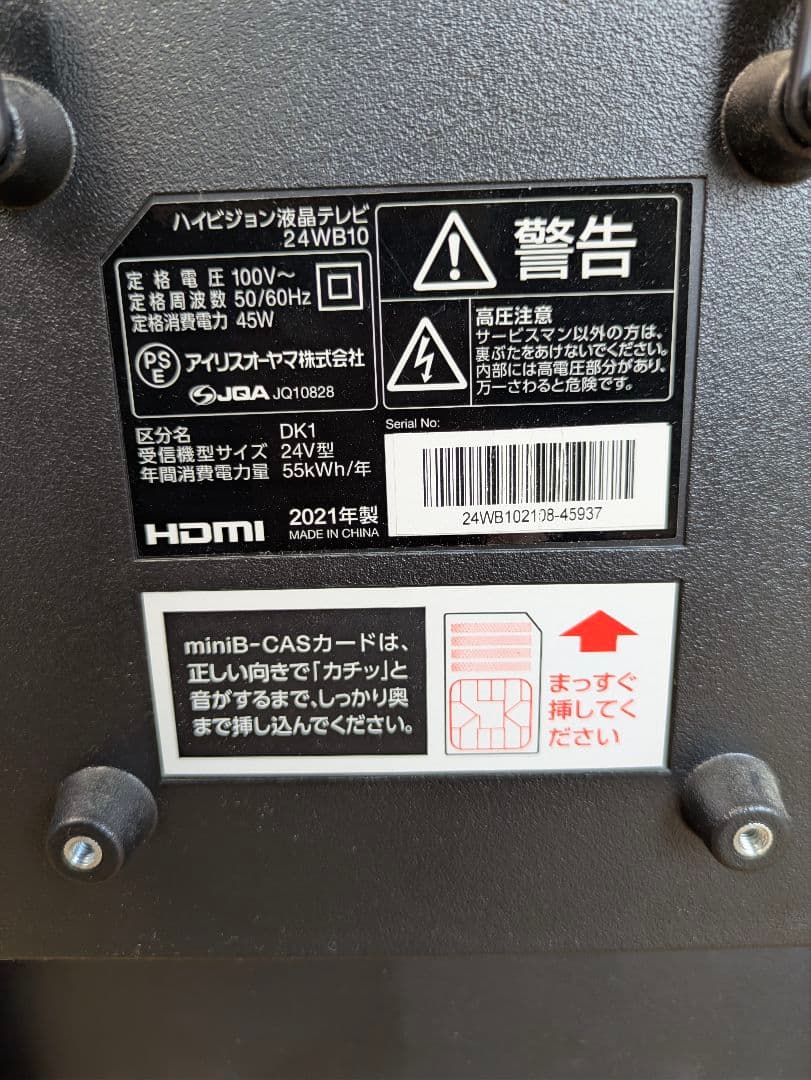 ハイビジョン液晶テレビ
24WB10
定格電圧 100V～
定格周波数 50/60Hz
定格消費電力 45W
PSE アイリスオーヤマ株式会社
JQA JQ10828
区分名 DK1
受信機型サイズ 24V型
年間消費電力量 55kWh/年
HDMI 2021年製
MADE IN CHINA
警告
高圧注意
サービスマン以外の方は、
裏ぶたをあけないでください。
内部には高電圧部分があり、
万一さわると危険です。
Serial No:
24WB102108-45937
miniB-CASカードは、
正しい向きで「カチッ」と
音がするまで、しっかり奥
まで挿し込んでください。
まっすぐ
挿してく
ださい